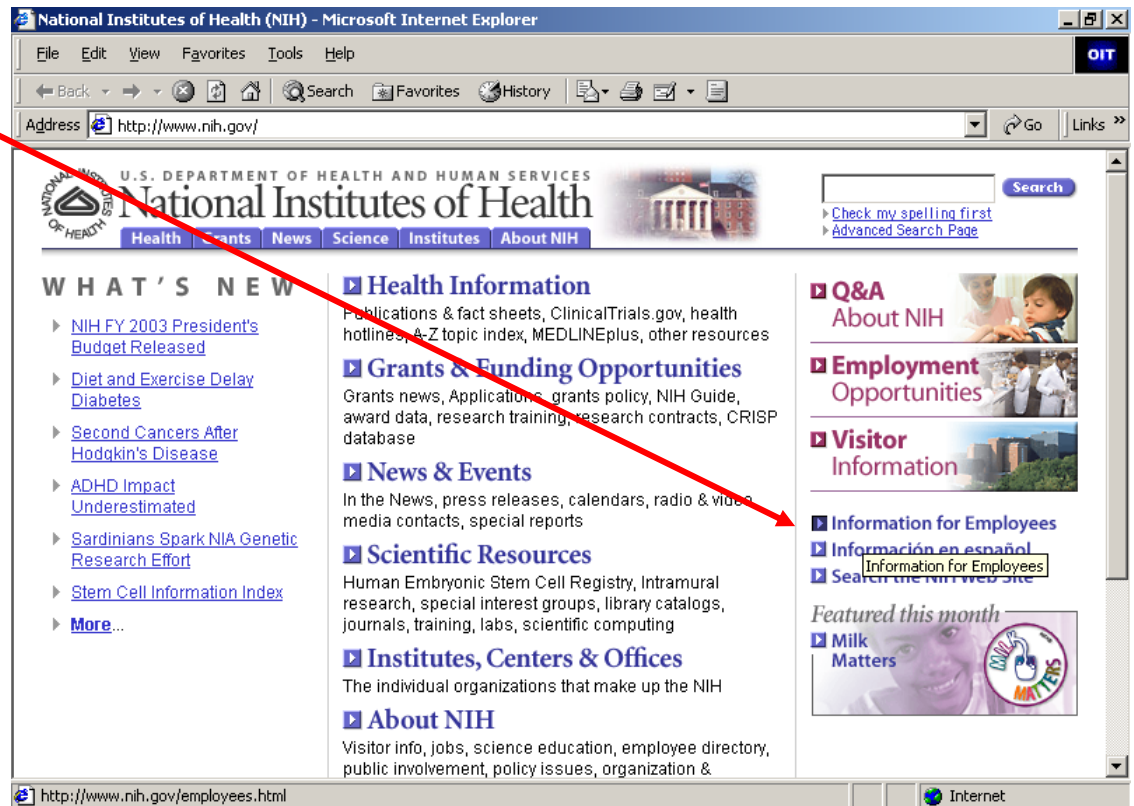 National Institutes of Health (NIH) - Microsoft Internet Explorer
File Edit View Favorites Tools Help
OIT
Back Search Favorites History
Address http://www.nih.gov/ Go Links »
NATIONAL INSTITUTES OF HEALTH
U.S. DEPARTMENT OF HEALTH AND HUMAN SERVICES
National Institutes of Health
Health Grants News Science Institutes About NIH
Search
Check my spelling first
Advanced Search Page
WHAT'S NEW
NIH FY 2003 President's
Budget Released
Diet and Exercise Delay
Diabetes
Second Cancers After
Hodgkin's Disease
ADHD Impact
Underestimated
Sardinians Spark NIA Genetic
Research Effort
Stem Cell Information Index
More...
Health Information
Publications & fact sheets, ClinicalTrials.gov, health
hotlines, A-Z topic index, MEDLINEplus, other resources
Grants & Funding Opportunities
Grants news, Applications, grants policy, NIH Guide,
award data, research training, research contracts, CRISP
database
News & Events
In the News, press releases, calendars, radio & video,
media contacts, special reports
Scientific Resources
Human Embryonic Stem Cell Registry, Intramural
research, special interest groups, library catalogs,
journals, training, labs, scientific computing
Institutes, Centers & Offices
The individual organizations that make up the NIH
About NIH
Visitor info, jobs, science education, employee directory,
public involvement, policy issues, organization &
Q&A
About NIH
Employment
Opportunities
Visitor
Information
Information for Employees
Información en español
Information for Employees
Search the NIH Web Site
Featured this month
Milk
Matters
MILK
MATTERS
http://www.nih.gov/employees.html
Internet